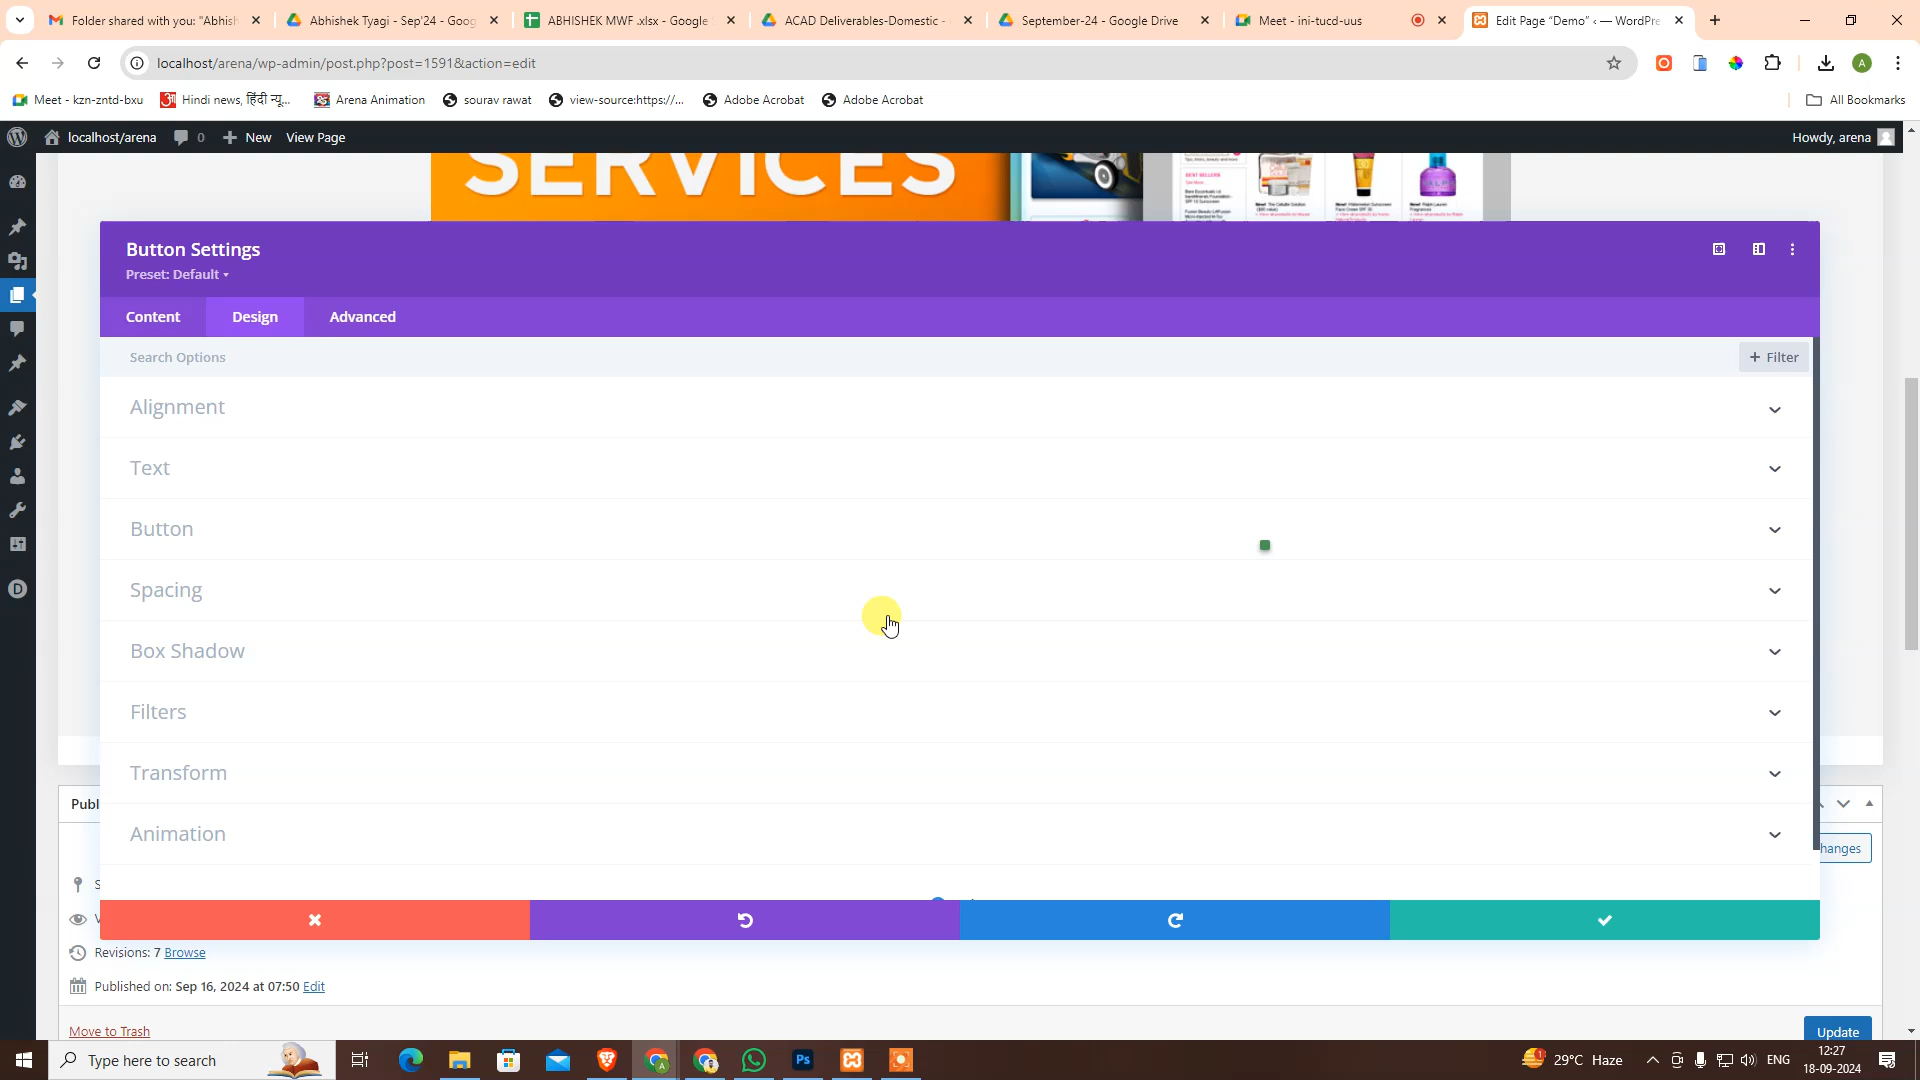 Folder shared with you: "Abhish
Abhishek Tyagi - Sep'24 - Goog
ABHISHEK MWF .xlsx - Google
ACAD Deliverables-Domestic -
September-24 - Google Drive
Meet - ini-tucd-uus
Edit Page “Demo” ‹ — WordPre
localhost/arena/wp-admin/post.php?post=1591&action=edit
A
Meet - kzn-zntd-bxu
Hindi news, हिंदी न्यू...
Arena Animation
sourav rawat
view-source:https://...
Adobe Acrobat
Adobe Acrobat
All Bookmarks
localhost/arena
0
New
View Page
Howdy, arena
SERVICES
BEST SELLERS
Button Settings
Preset: Default
Content
Design
Advanced
Search Options
+ Filter
Alignment
Text
Button
Spacing
Box Shadow
Filters
Transform
Animation
Publ
hanges
S
V
Revisions: 7 Browse
Published on: Sep 16, 2024 at 07:50 Edit
Move to Trash
Update
Type here to search
Ps
29°C Haze
ENG
12:27
18-09-2024